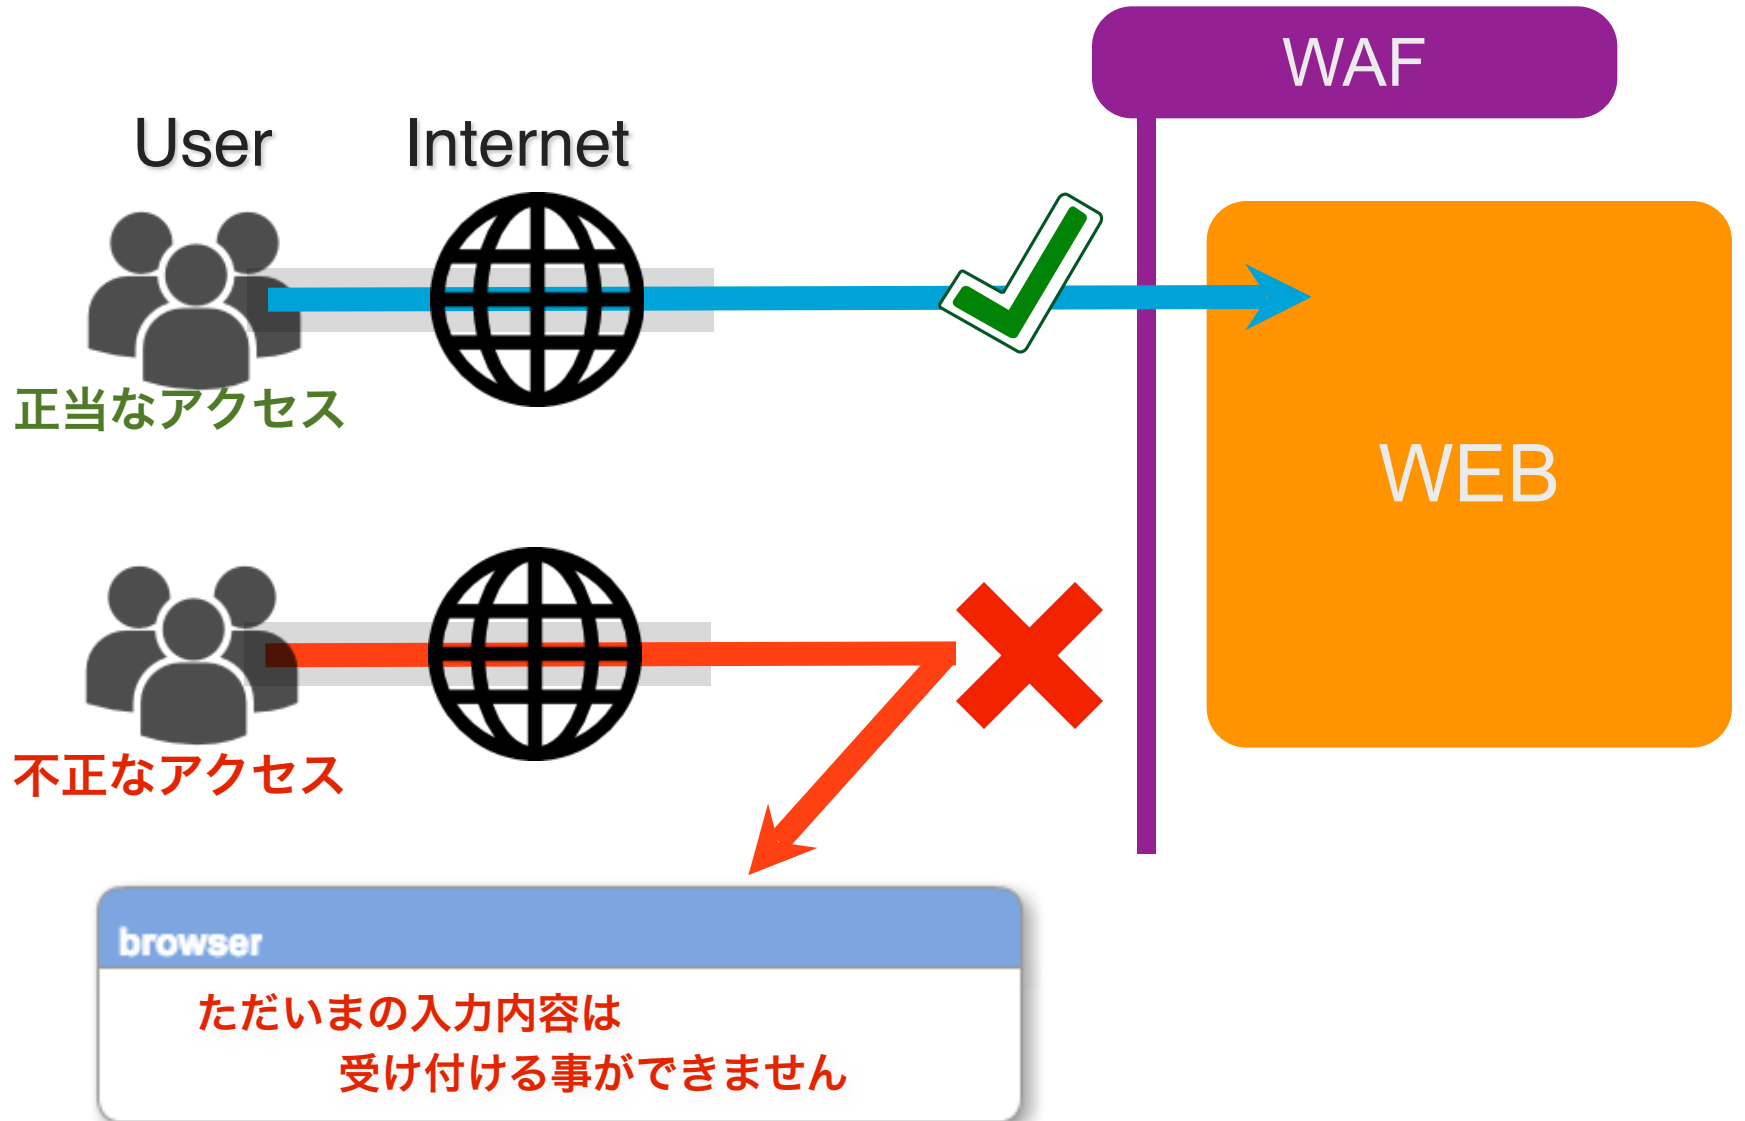 WAF
User
Internet
正当なアクセス
WEB
不正なアクセス
browser
ただいまの入力内容は
受け付ける事ができません